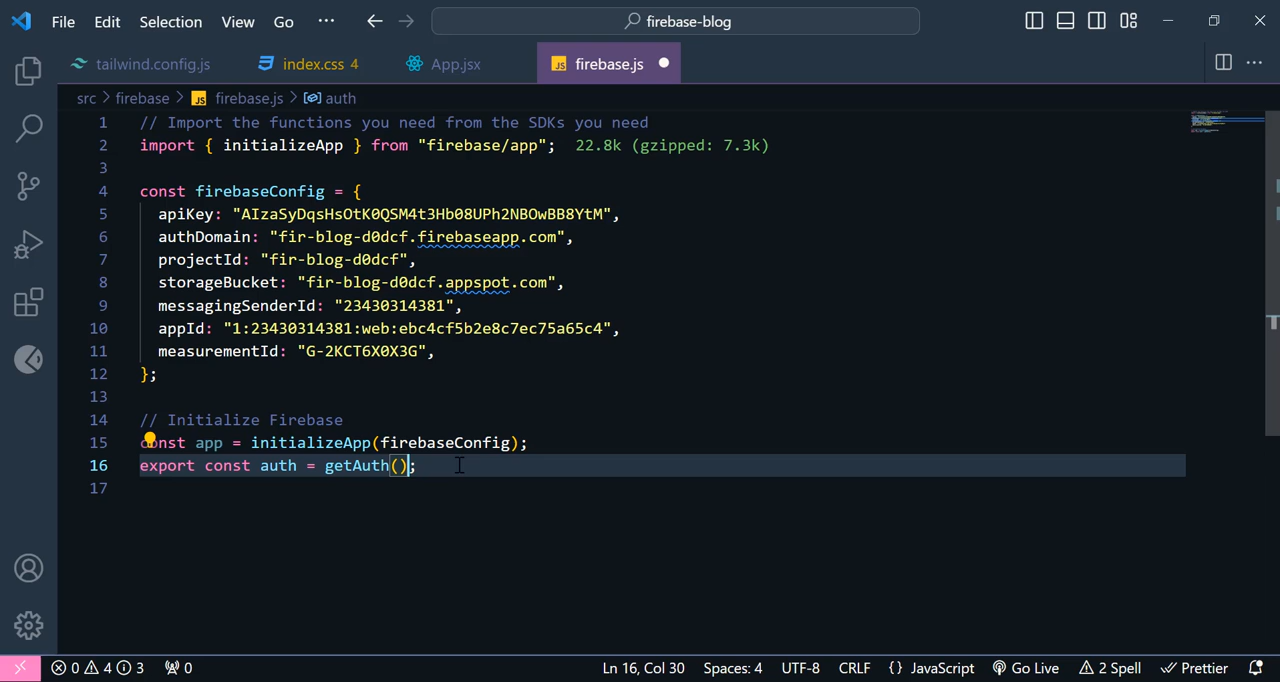 File Edit Selection View Go ··· firebase-blog
tailwind.config.js index.css 4 App.jsx JS firebase.js
src > firebase > JS firebase.js > auth
1 // Import the functions you need from the SDKs you need
2 import { initializeApp } from "firebase/app"; 22.8k (gzipped: 7.3k)
3
4 const firebaseConfig = {
5 apiKey: "AIzaSyDqsHsOtK0QSM4t3Hb08UPh2NBOwBB8YtM",
6 authDomain: "fir-blog-d0dcf.firebaseapp.com",
7 projectId: "fir-blog-d0dcf",
8 storageBucket: "fir-blog-d0dcf.appspot.com",
9 messagingSenderId: "23430314381",
10 appId: "1:23430314381:web:ebc4cf5b2e8c7ec75a65c4",
11 measurementId: "G-2KCT6X0X3G",
12 };
13
14 // Initialize Firebase
15 const app = initializeApp(firebaseConfig);
16 export const auth = getAuth();
17
0 4 3 0 Ln 16, Col 30 Spaces: 4 UTF-8 CRLF {} JavaScript Go Live 2 Spell Prettier